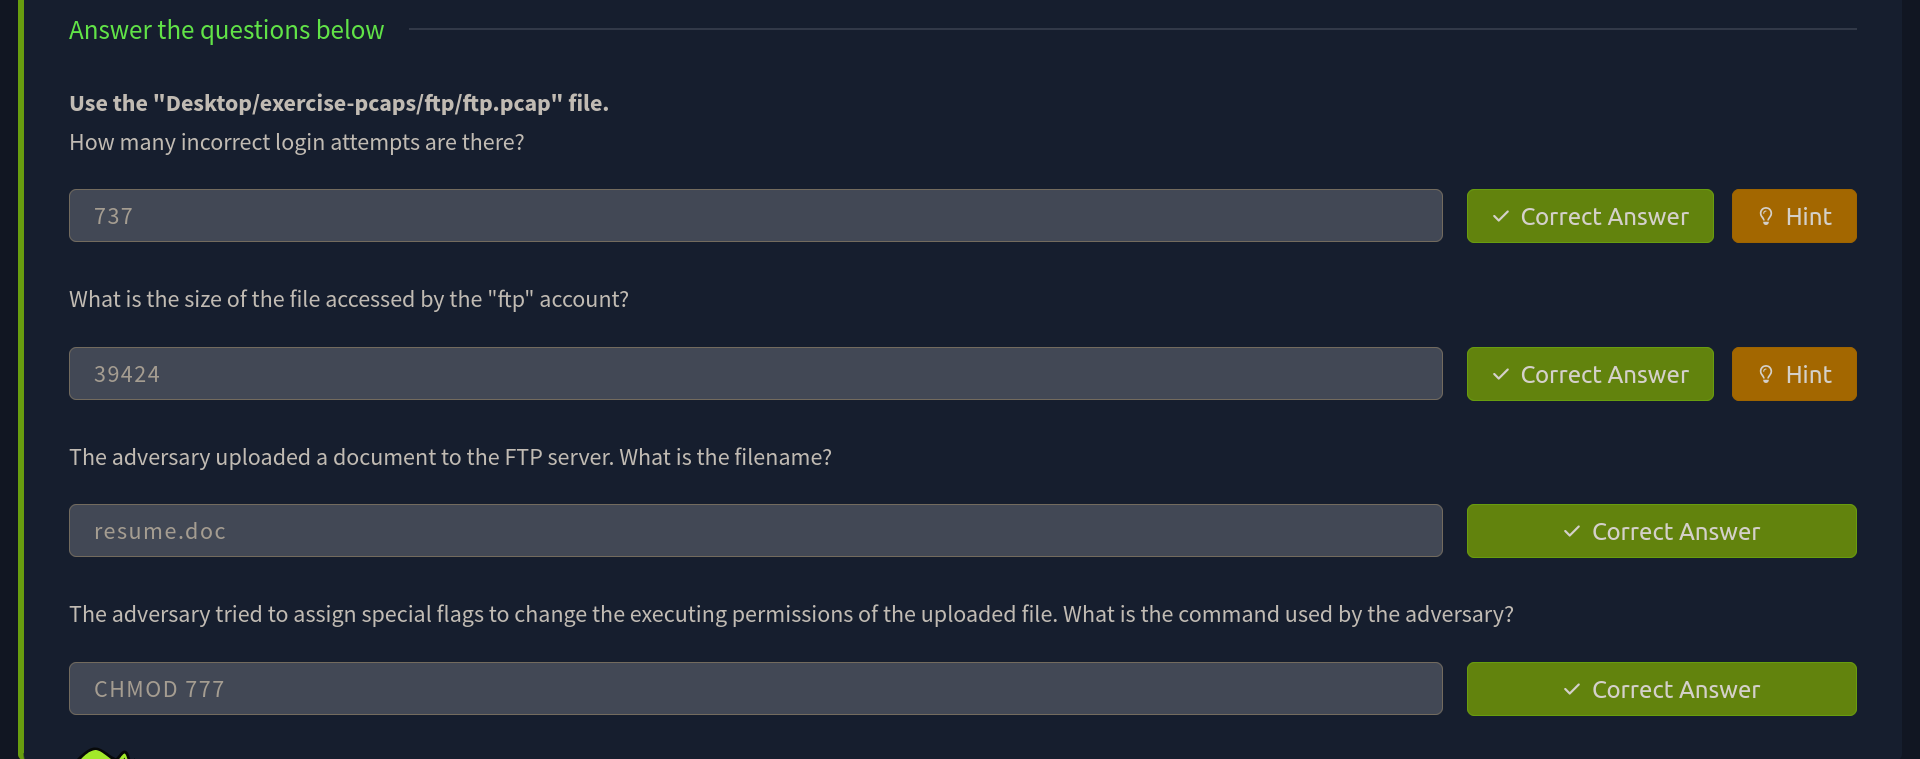 Answer the questions below
Use the "Desktop/exercise-pcaps/ftp/ftp.pcap" file.
How many incorrect login attempts are there?
737
Correct Answer
Hint
What is the size of the file accessed by the "ftp" account?
39424
Correct Answer
Hint
The adversary uploaded a document to the FTP server. What is the filename?
resume.doc
Correct Answer
The adversary tried to assign special flags to change the executing permissions of the uploaded file. What is the command used by the adversary?
CHMOD 777
Correct Answer